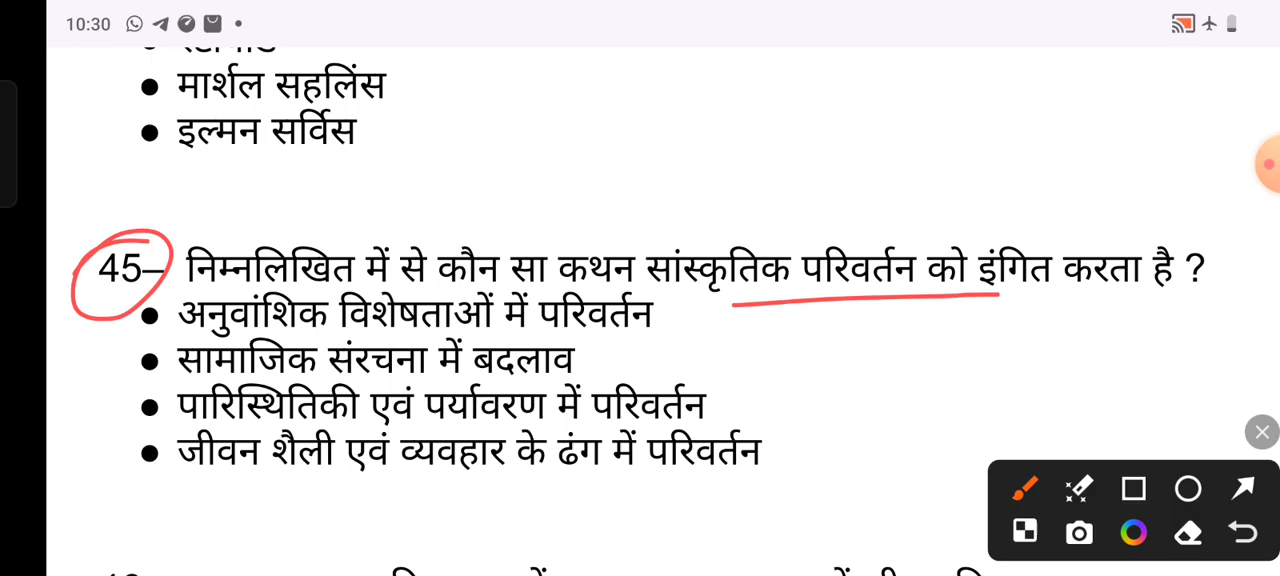 10:30
● मार्शल सहलिंस
● इल्मन सर्विस
45– निम्नलिखित में से कौन सा कथन सांस्कृतिक परिवर्तन को इंगित करता है ?
● अनुवांशिक विशेषताओं में परिवर्तन
● सामाजिक संरचना में बदलाव
● पारिस्थितिकी एवं पर्यावरण में परिवर्तन
● जीवन शैली एवं व्यवहार के ढंग में परिवर्तन